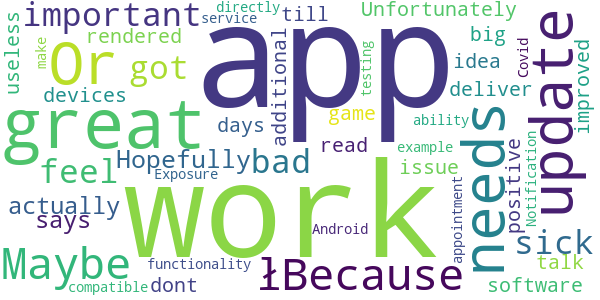 important
service
directly
till
Unfortunately
useless
make
rendered
Or
got
app
additional
testing
big
Covid
update
improved
idea
devices
deliver
great
days
game
ability
needs
read
Hopefully
bad
example
issue
positive
Notification
feel
Exposure
work
actually
says
Android
appointment
sick
Maybe
functionality
łBecause
talk
compatible
dont
software